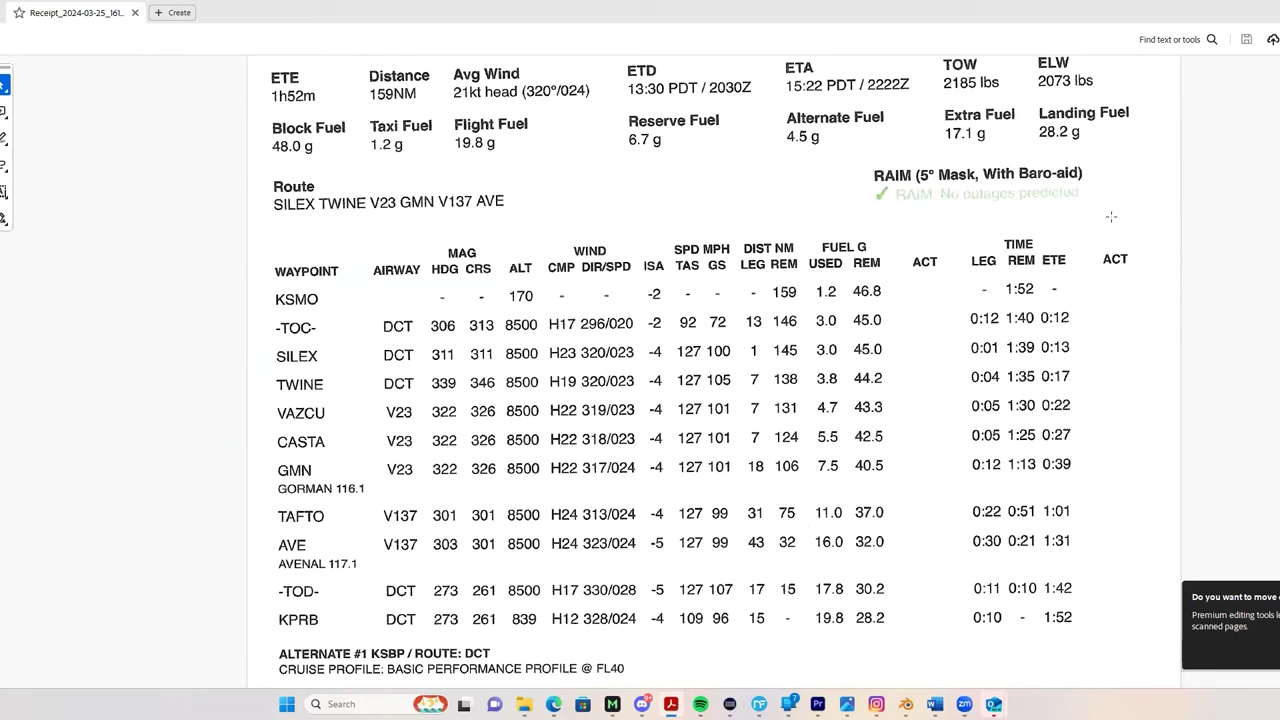 Receipt_2024-03-25_161...
Create
Find text or tools
ETE Distance Avg Wind ETD ETA TOW ELW
1h52m 159NM 21kt head (320°/024) 13:30 PDT / 2030Z 15:22 PDT / 2222Z 2185 lbs 2073 lbs
Block Fuel Taxi Fuel Flight Fuel Reserve Fuel Alternate Fuel Extra Fuel Landing Fuel
48.0 g 1.2 g 19.8 g 6.7 g 4.5 g 17.1 g 28.2 g
Route
SILEX TWINE V23 GMN V137 AVE
RAIM (5° Mask, With Baro-aid)
✓ RAIM: No outages predicted
MAG WIND SPD MPH DIST NM FUEL G TIME
WAYPOINT AIRWAY HDG CRS ALT CMP DIR/SPD ISA TAS GS LEG REM USED REM ACT LEG REM ETE ACT
KSMO - - 170 - - -2 - - - 159 1.2 46.8 - 1:52 -
-TOC- DCT 306 313 8500 H17 296/020 -2 92 72 13 146 3.0 45.0 0:12 1:40 0:12
SILEX DCT 311 311 8500 H23 320/023 -4 127 100 1 145 3.0 45.0 0:01 1:39 0:13
TWINE DCT 339 346 8500 H19 320/023 -4 127 105 7 138 3.8 44.2 0:04 1:35 0:17
VAZCU V23 322 326 8500 H22 319/023 -4 127 101 7 131 4.7 43.3 0:05 1:30 0:22
CASTA V23 322 326 8500 H22 318/023 -4 127 101 7 124 5.5 42.5 0:05 1:25 0:27
GMN V23 322 326 8500 H22 317/024 -4 127 101 18 106 7.5 40.5 0:12 1:13 0:39
GORMAN 116.1
TAFTO V137 301 301 8500 H24 313/024 -4 127 99 31 75 11.0 37.0 0:22 0:51 1:01
AVE V137 303 301 8500 H24 323/024 -5 127 99 43 32 16.0 32.0 0:30 0:21 1:31
AVENAL 117.1
-TOD- DCT 273 261 8500 H17 330/028 -5 127 107 17 15 17.8 30.2 0:11 0:10 1:42
KPRB DCT 273 261 839 H12 328/024 -4 109 96 15 - 19.8 28.2 0:10 - 1:52
ALTERNATE #1 KSBP / ROUTE: DCT
CRUISE PROFILE: BASIC PERFORMANCE PROFILE @ FL40
Do you want to move
Premium editing tools
scanned pages.
Search